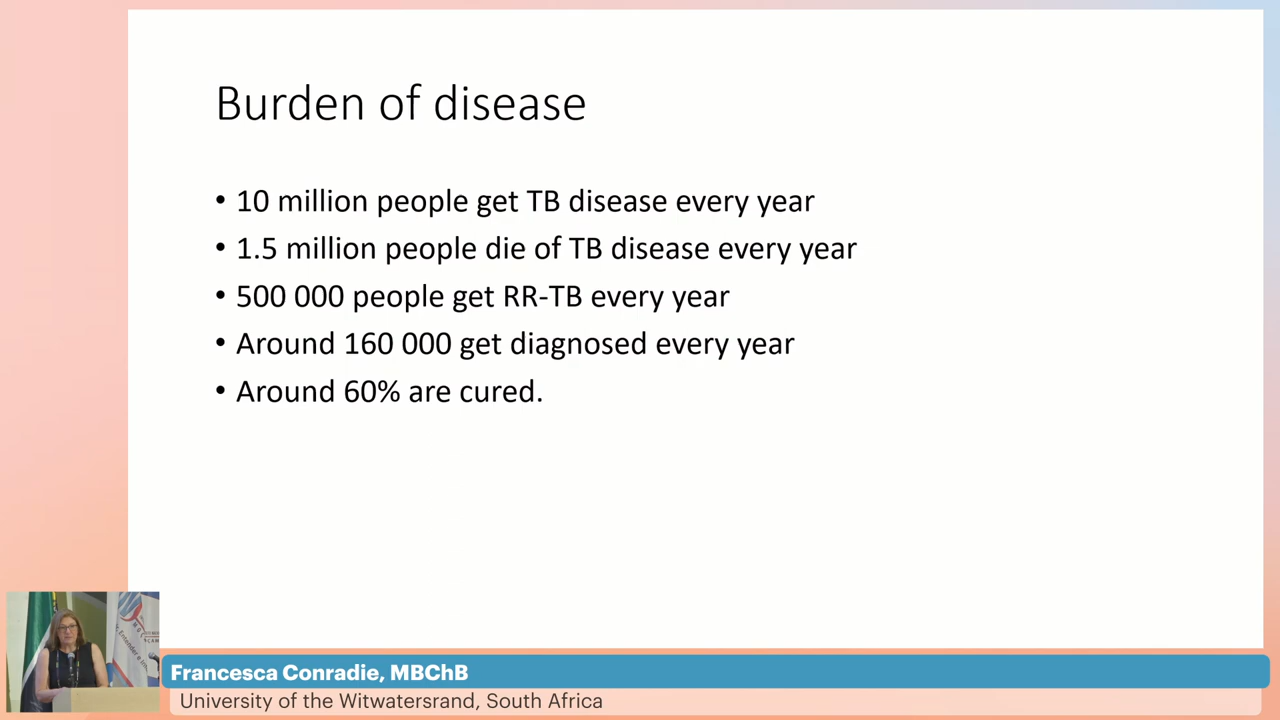 Burden of disease
• 10 million people get TB disease every year
• 1.5 million people die of TB disease every year
• 500 000 people get RR-TB every year
• Around 160 000 get diagnosed every year
• Around 60% are cured.
Francesca Conradie, MBChB
University of the Witwatersrand, South Africa